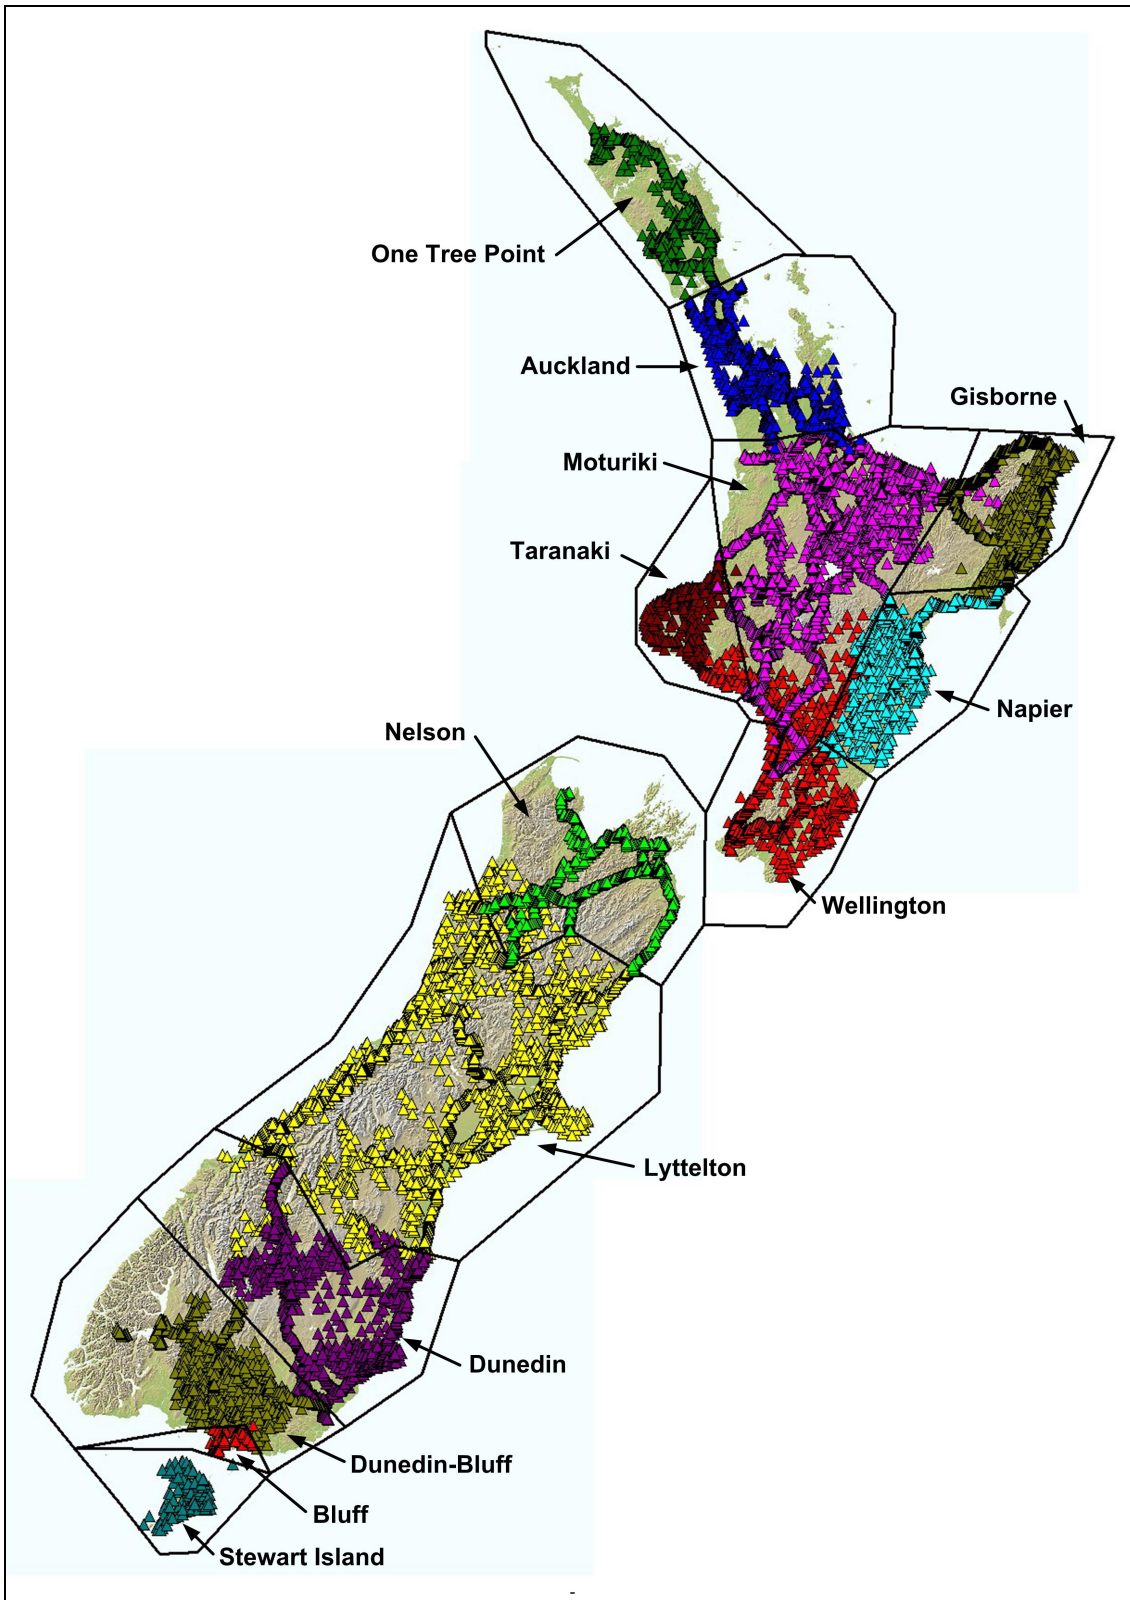 One Tree Point
Auckland
Gisborne
Moturiki
Taranaki
Napier
Nelson
Wellington
Lyttelton
Dunedin
Dunedin-Bluff
Bluff
Stewart Island
-